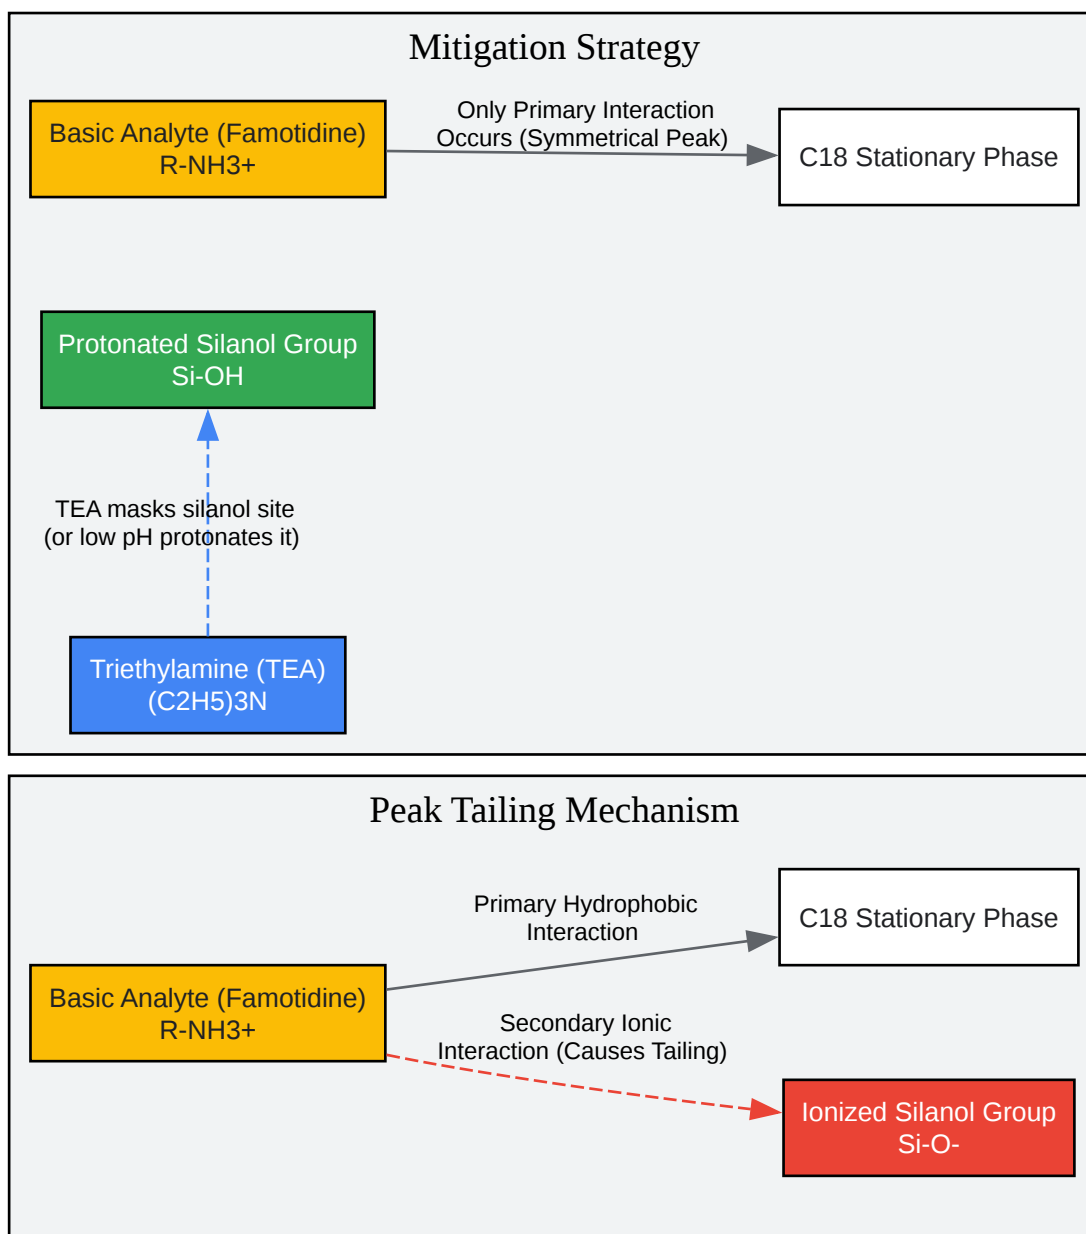 Mitigation Strategy
Basic Analyte (Famotidine)
R-NH3+
Only Primary Interaction
Occurs (Symmetrical Peak)
C18 Stationary Phase
Protonated Silanol Group
Si-OH
TEA masks silanol site
(or low pH protonates it)
Triethylamine (TEA)
(C2H5)3N
Peak Tailing Mechanism
Primary Hydrophobic
Interaction
C18 Stationary Phase
Basic Analyte (Famotidine)
R-NH3+
Secondary Ionic
Interaction (Causes Tailing)
Ionized Silanol Group
Si-O-